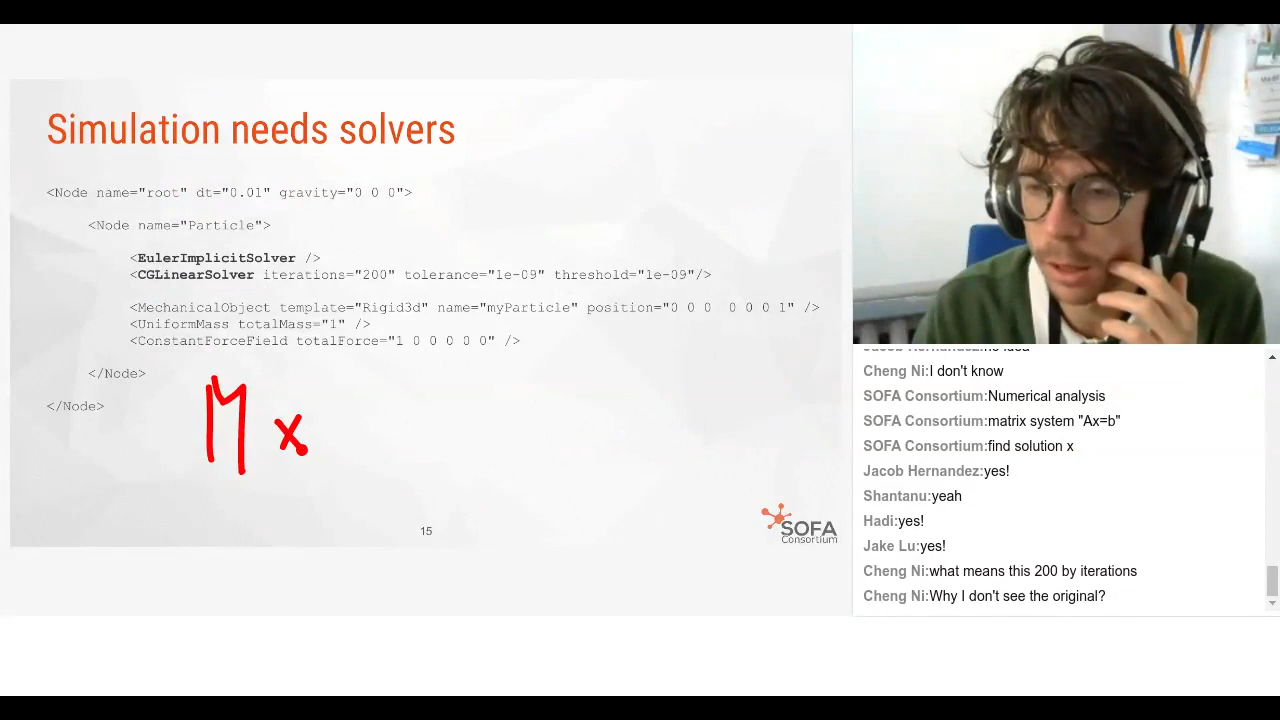 Simulation needs solvers
<Node name="root" dt="0.01" gravity="0 0 0">
<Node name="Particle">
<EulerImplicitSolver />
<CGLinearSolver iterations="200" tolerance="1e-09" threshold="1e-09"/>
<MechanicalObject template="Rigid3d" name="myParticle" position="0 0 0  0 0 0 1" />
<UniformMass totalMass="1" />
<ConstantForceField totalForce="1 0 0 0 0 0" />
</Node>
</Node>
M x
15
SOFA
Consortium
Jacob Hernandez:no idea
Cheng Ni:I don't know
SOFA Consortium:Numerical analysis
SOFA Consortium:matrix system "Ax=b"
SOFA Consortium:find solution x
Jacob Hernandez:yes!
Shantanu:yeah
Hadi:yes!
Jake Lu:yes!
Cheng Ni:what means this 200 by iterations
Cheng Ni:Why I don't see the original?